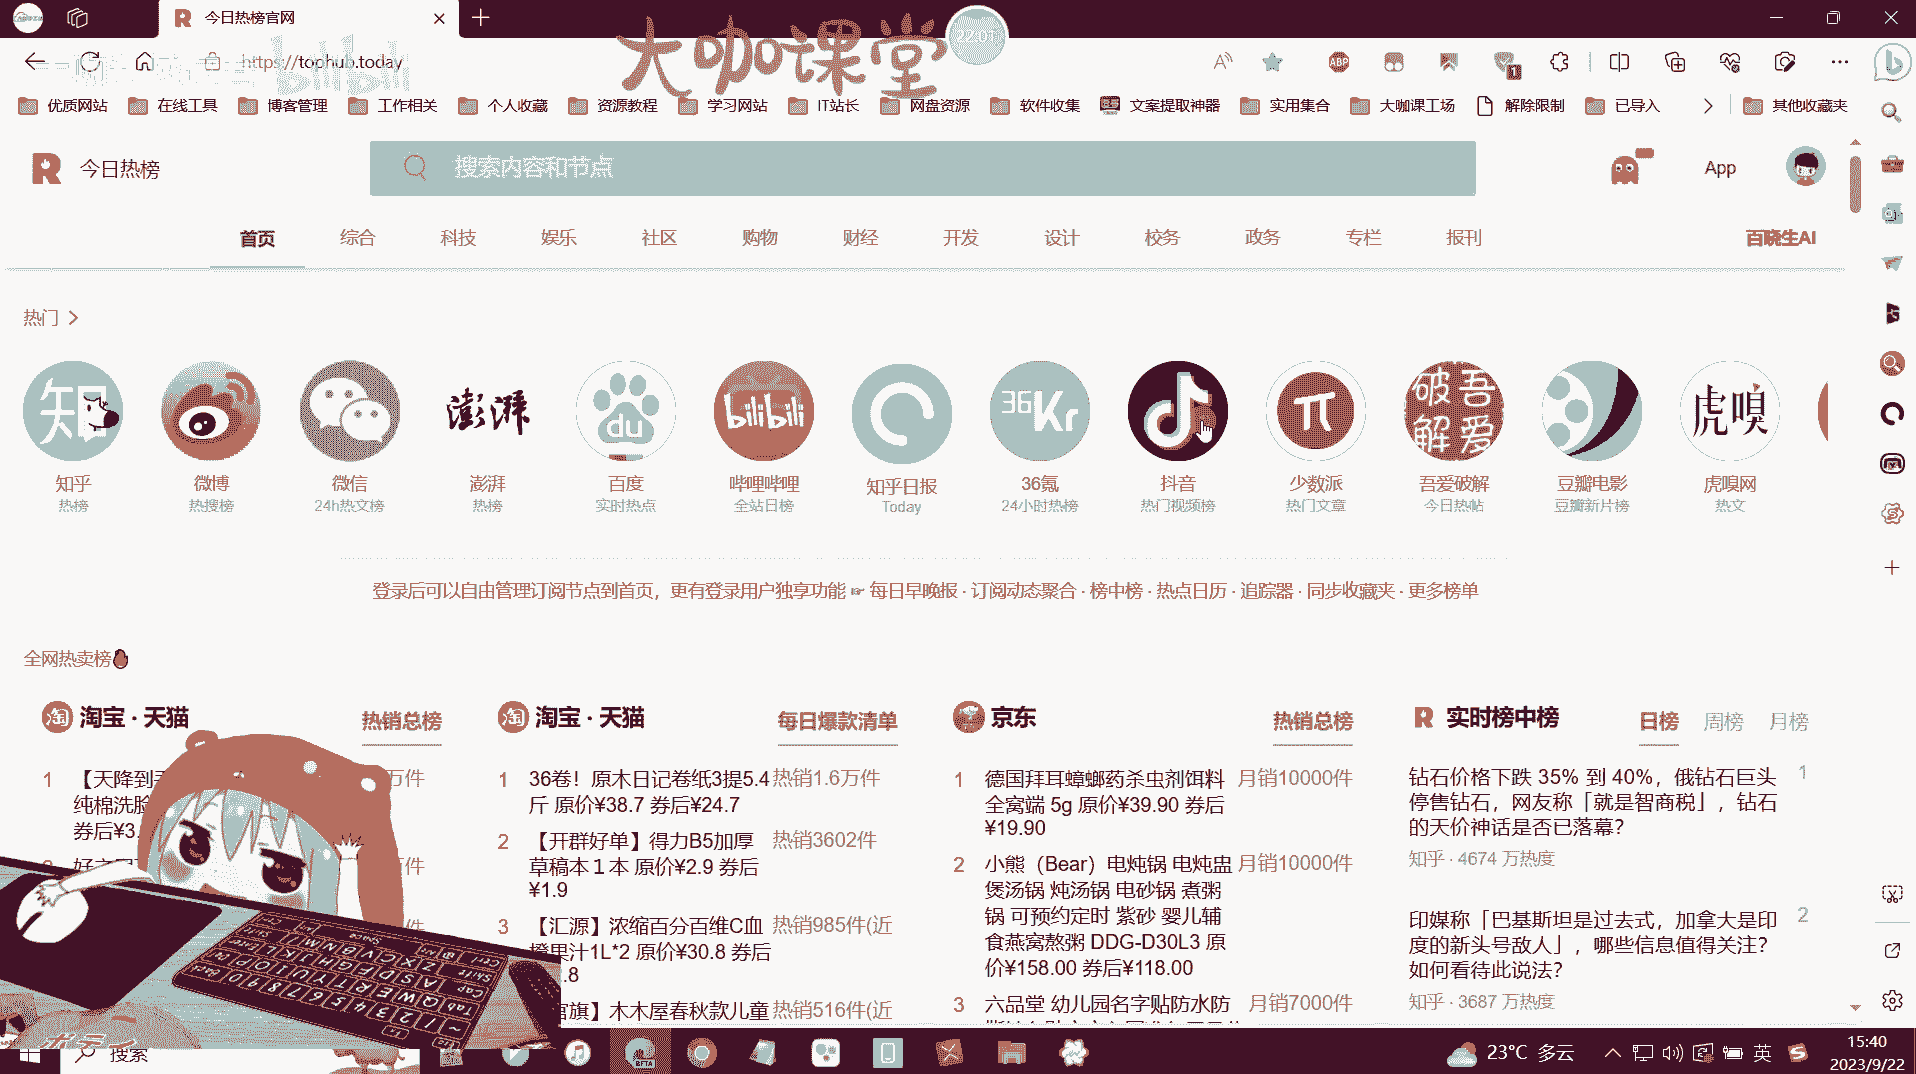 今日热榜官网
大咖课堂
22:01
bilibili
https://tophub.today
优质网站 在线工具 博客管理 工作相关 个人收藏 资源教程 学习网站 IT站长 网盘资源 软件收集 文案提取神器 实用集合 大咖课工场 解除限制 已导入 其他收藏夹
今日热榜
搜索内容和节点
App
首页 综合 科技 娱乐 社区 购物 财经 开发 设计 校务 政务 专栏 报刊 百晓生AI
热门
知 澎湃 du bilibili 36Kr 吾爱破解 虎嗅
知乎 微博 微信 澎湃 百度 哔哩哔哩 知乎日报 36氪 抖音 少数派 吾爱破解 豆瓣电影 虎嗅网
热榜 热搜榜 24h热文榜 热榜 实时热点 全站日榜 Today 24小时热榜 热门视频榜 热门文章 今日热帖 豆瓣新片榜 热文
登录后可以自由管理订阅节点到首页，更有登录用户独享功能 ☞ 每日早晚报 · 订阅动态聚合 · 榜中榜 · 热点日历 · 追踪器 · 同步收藏夹 · 更多榜单
全网热卖榜
淘 淘宝 · 天猫 热销总榜
1 【天降到
纯棉洗脸
券后¥3.
万件
淘 淘宝 · 天猫 每日爆款清单
1 36卷！原木日记卷纸3提5.4 热销1.6万件
斤 原价¥38.7 券后¥24.7
2 【开群好单】得力B5加厚 热销3602件
草稿本１本 原价¥2.9 券后
¥1.9
3 【汇源】浓缩百分百维C血 热销985件(近
橙果汁1L*2 原价¥30.8 券后
.8
旗】木木屋春秋款儿童 热销516件(近
京东 热销总榜
1 德国拜耳蟑螂药杀虫剂饵料 月销10000件
全窝端 5g 原价¥39.90 券后
¥19.90
2 小熊（Bear）电炖锅 电炖盅 月销10000件
煲汤锅 炖汤锅 电砂锅 煮粥
锅 可预约定时 紫砂 婴儿辅
食燕窝熬粥 DDG-D30L3 原
价¥158.00 券后¥118.00
3 六品堂 幼儿园名字贴防水防 月销7000件
实时榜中榜 日榜 周榜 月榜
钻石价格下跌 35% 到 40%，俄钻石巨头 1
停售钻石，网友称「就是智商税」，钻石
的天价神话是否已落幕？
知乎 · 4674 万热度
印媒称「巴基斯坦是过去式，加拿大是印 2
度的新头号敌人」，哪些信息值得关注？
如何看待此说法？
知乎 · 3687 万热度
搜索
23°C 多云
英
15:40
2023/9/22